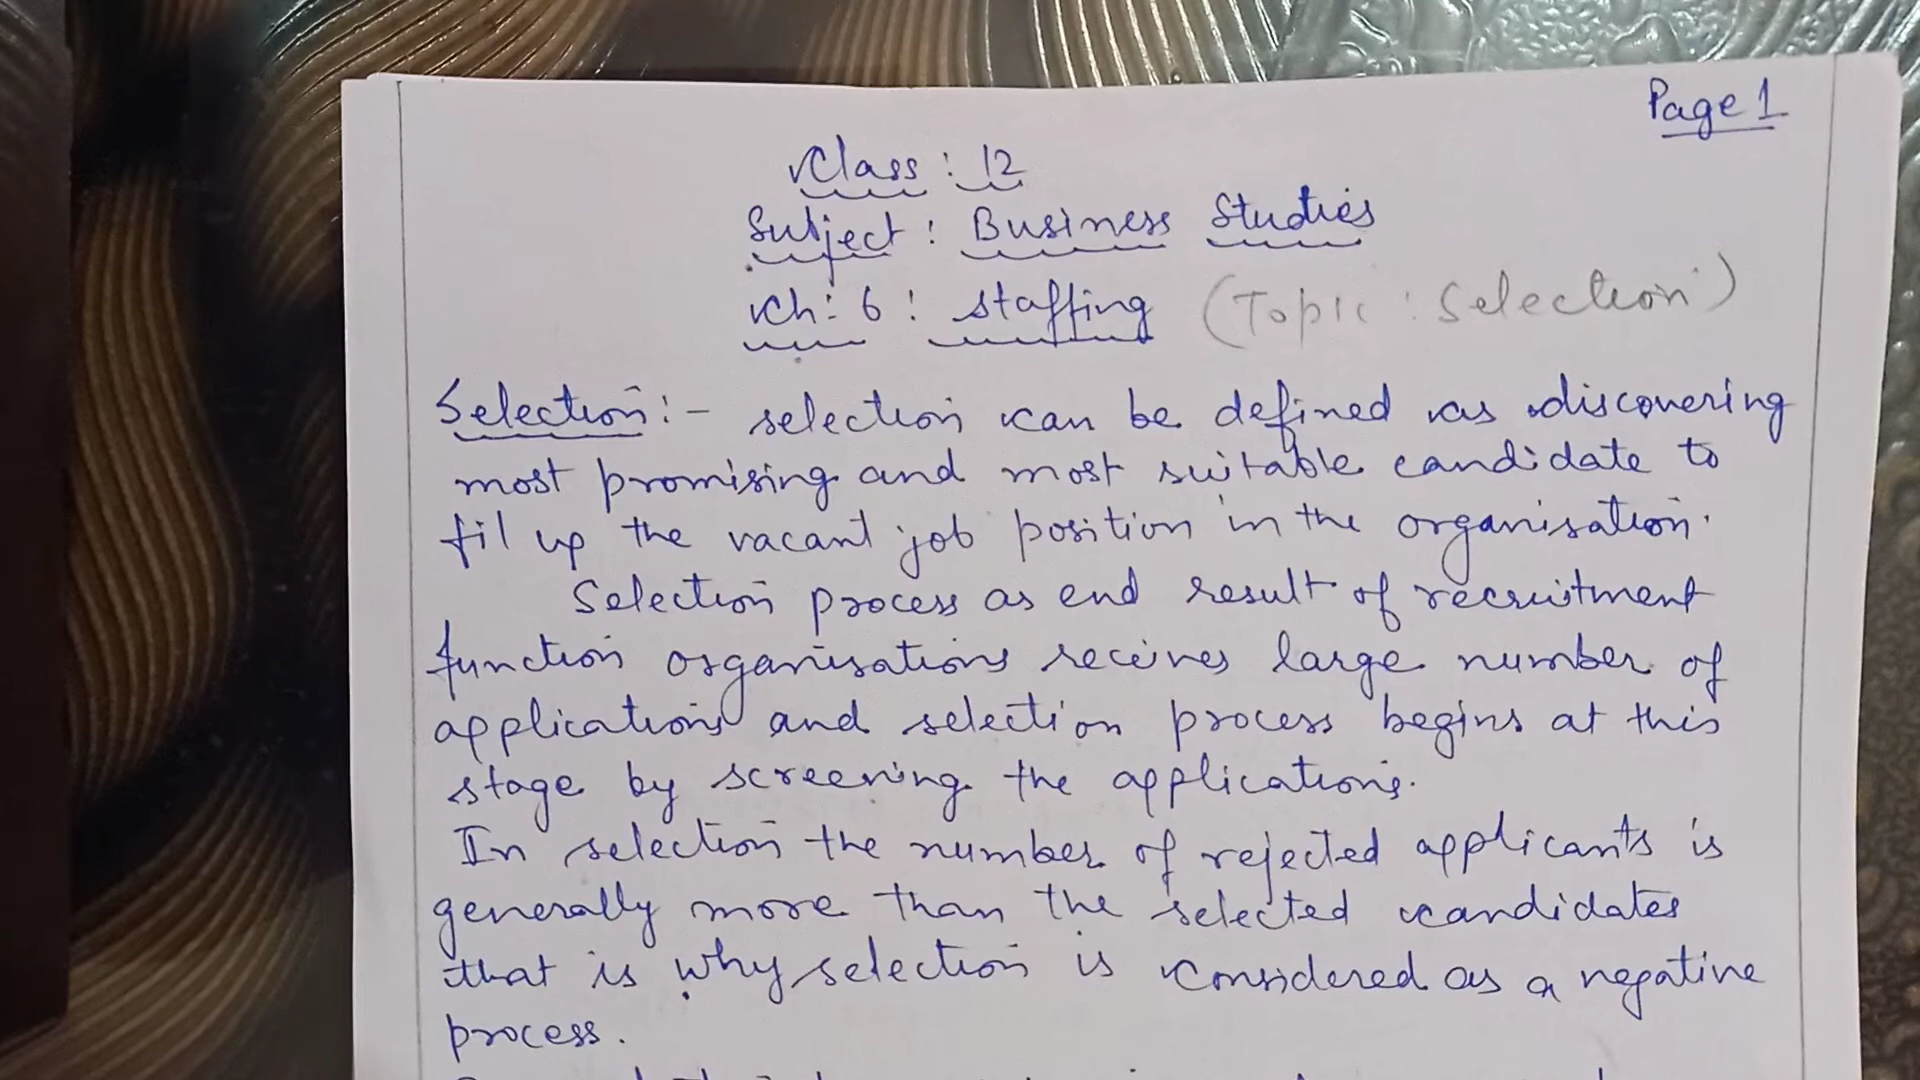 Page 1
Class : 12
Subject : Business Studies
Ch: 6 : Staffing (Topic : Selection)
Selection:- selection can be defined as discovering
most promising and most suitable candidate to
fil up the vacant job position in the organisation.
Selection process as end result of recruitment
function organisations receives large number of
applications and selection process begins at this
stage by screening the applications.
In selection the number of rejected applicants is
generally more than the selected candidates
that is why selection is considered as a negative
process.